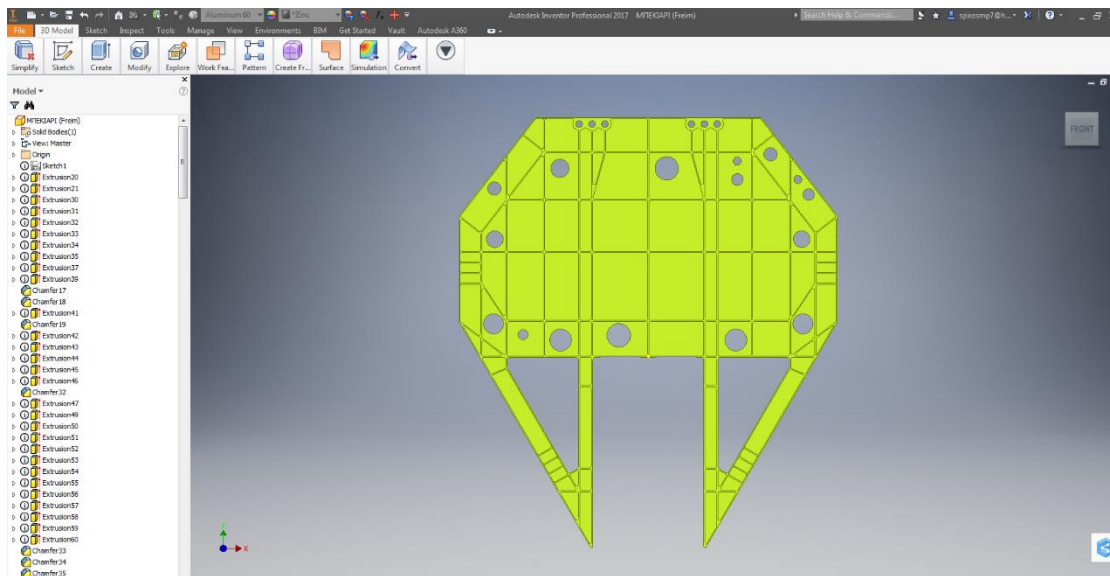 Aluminum 60 *Zinc Autodesk Inventor Professional 2017 ΜΠΕΚΙΑΡΙ (Freim) Search Help & Commands... spirosmp7@h...
File 3D Model Sketch Inspect Tools Manage View Environments BIM Get Started Vault Autodesk A360
Simplify Sketch Create Modify Explore Work Fea... Pattern Create Fr... Surface Simulation Convert
Model
FRONT
ΜΠΕΚΙΑΡΙ (Freim)
Solid Bodies(1)
View: Master
Origin
Sketch1
Extrusion20
Extrusion21
Extrusion30
Extrusion31
Extrusion32
Extrusion33
Extrusion34
Extrusion35
Extrusion37
Extrusion39
Chamfer17
Chamfer18
Extrusion41
Chamfer19
Extrusion42
Extrusion43
Extrusion44
Extrusion45
Extrusion46
Chamfer32
Extrusion47
Extrusion49
Extrusion50
Extrusion51
Extrusion52
Extrusion53
Extrusion54
Extrusion55
Extrusion56
Extrusion57
Extrusion58
Extrusion59
Extrusion60
Chamfer33
Chamfer34
Chamfer35
Y
X